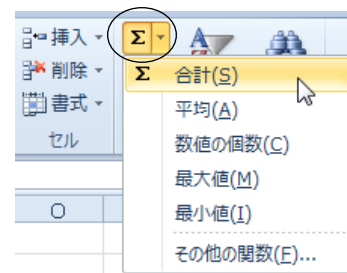 挿入
Σ
削除
Σ 合計(S)
書式
平均(A)
セル
数値の個数(C)
最大値(M)
O
最小値(I)
その他の関数(F)...